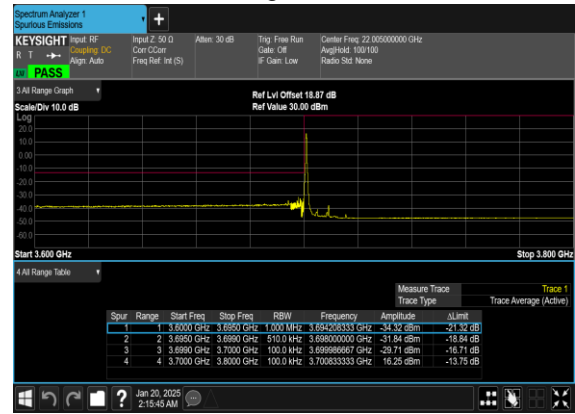 Spectrum Analyzer 1
Spurious Emissions
KEYSIGHT Input: RF Input Z: 50 Ω Atten: 30 dB Trig: Free Run Center Freq: 22.005000000 GHz
R T Coupling: DC Corr CCorr Gate: Off Avg|Hold: 100/100
Align: Auto Freq Ref: Int (S) IF Gain: Low Radio Std: None
PASS
3 All Range Graph
Ref Lvl Offset 18.87 dB
Scale/Div 10.0 dB Ref Value 30.00 dBm
Log
20.0
10.0
0.00
-10.0
-20.0
-30.0
-40.0
-50.0
-60.0
Start 3.600 GHz Stop 3.800 GHz
4 All Range Table
Measure Trace Trace 1
Trace Type Trace Average (Active)
Spur Range Start Freq Stop Freq RBW Frequency Amplitude ΔLimit
1 1 3.6000 GHz 3.6950 GHz 1.000 MHz 3.694208333 GHz -34.32 dBm -21.32 dB
2 2 3.6950 GHz 3.6990 GHz 510.0 kHz 3.698000000 GHz -31.84 dBm -18.84 dB
3 3 3.6990 GHz 3.7000 GHz 100.0 kHz 3.699986667 GHz -29.71 dBm -16.71 dB
4 4 3.7000 GHz 3.8000 GHz 100.0 kHz 3.700833333 GHz 16.25 dBm -13.75 dB
Jan 20, 2025
2:15:45 AM